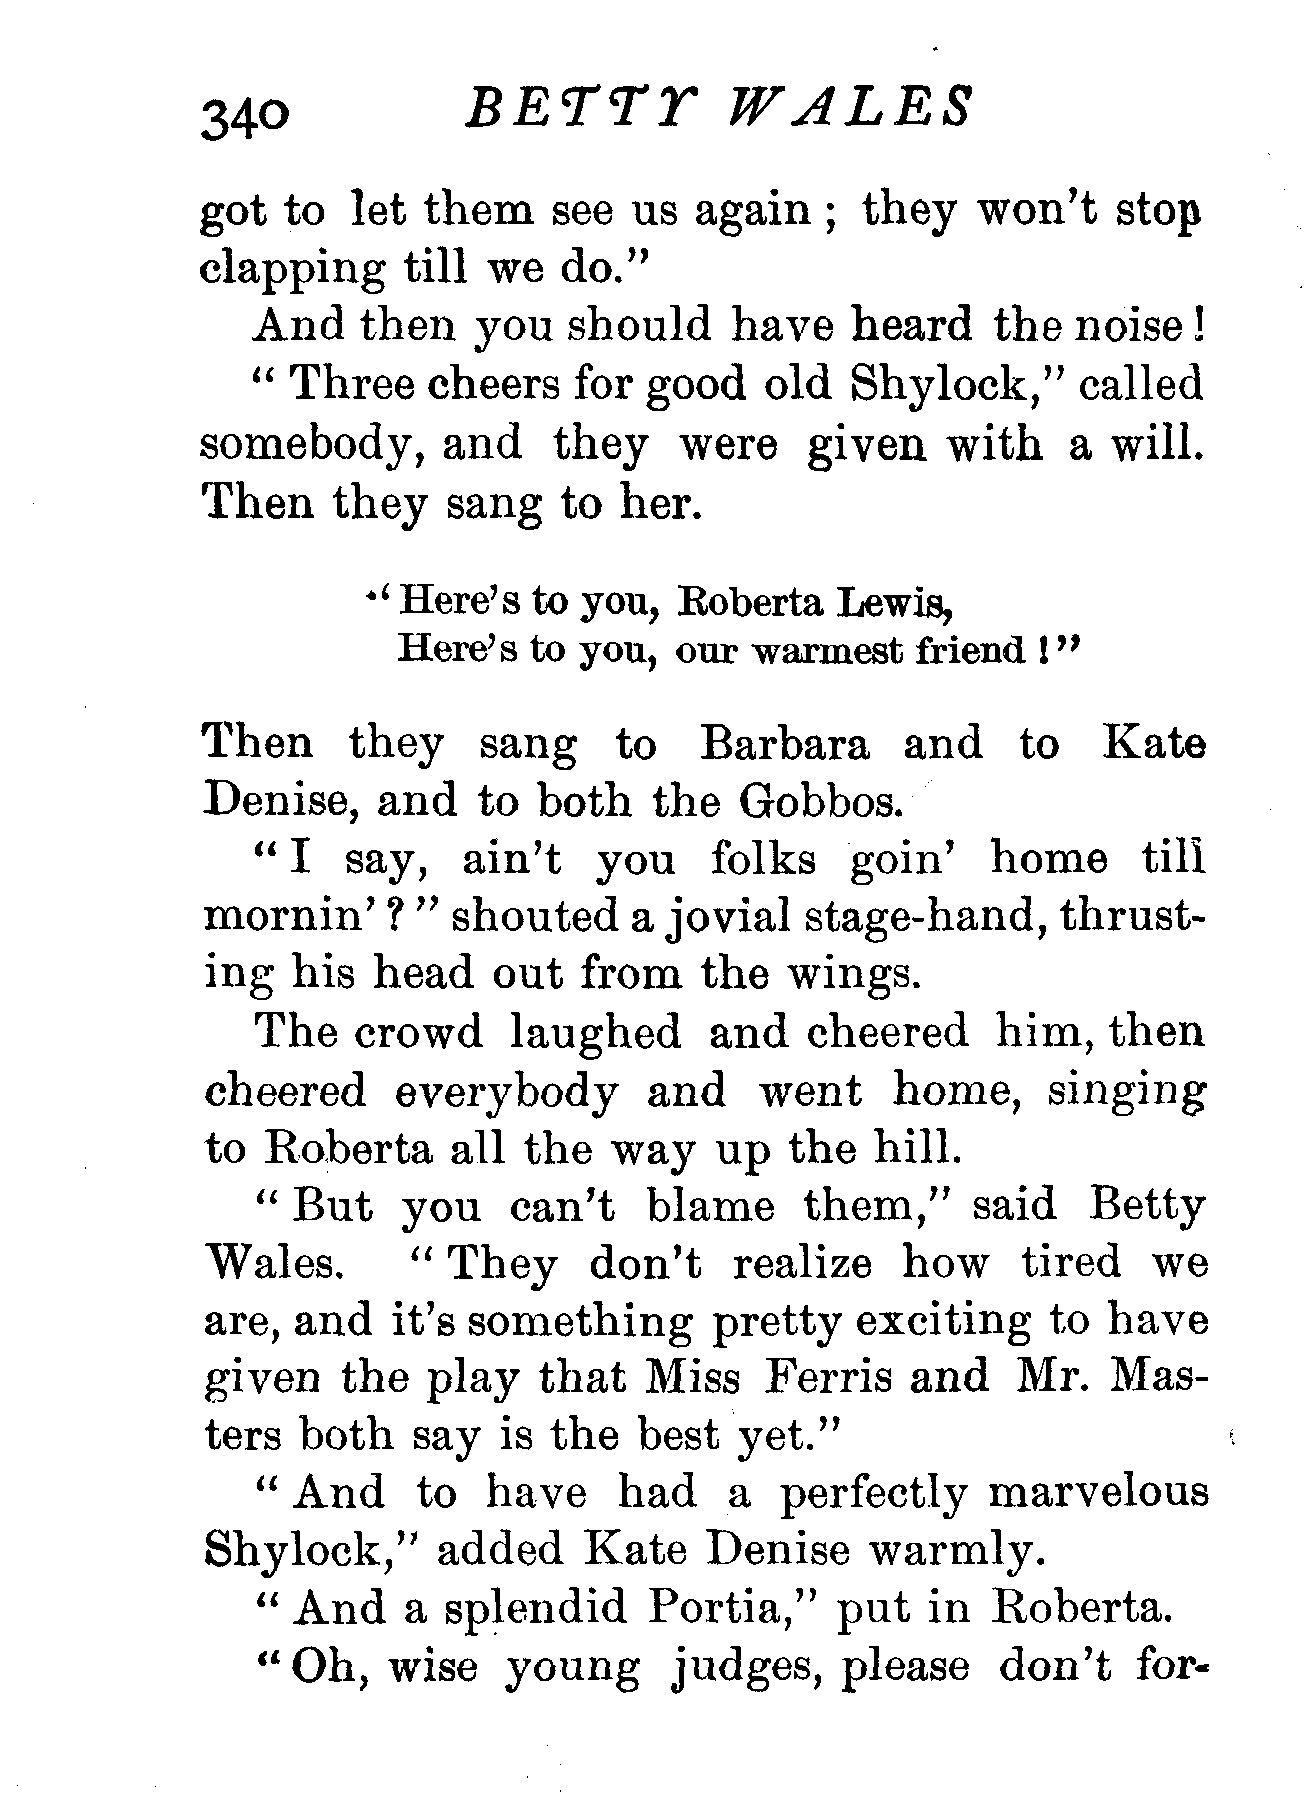 340 BETTY WALES
got to let them see us again ; they won't stop
clapping till we do."
And then you should have heard the noise !
" Three cheers for good old Shylock," called
somebody, and they were given with a will.
Then they sang to her.
" Here's to you, Roberta Lewis,
Here's to you, our warmest friend ! "
Then they sang to Barbara and to Kate
Denise, and to both the Gobbos.
" I say, ain't you folks goin' home till
mornin' ? " shouted a jovial stage-hand, thrust-
ing his head out from the wings.
The crowd laughed and cheered him, then
cheered everybody and went home, singing
to Roberta all the way up the hill.
" But you can't blame them," said Betty
Wales. " They don't realize how tired we
are, and it's something pretty exciting to have
given the play that Miss Ferris and Mr. Mas-
ters both say is the best yet."
" And to have had a perfectly marvelous
Shylock," added Kate Denise warmly.
" And a splendid Portia," put in Roberta.
" Oh, wise young judges, please don't for-